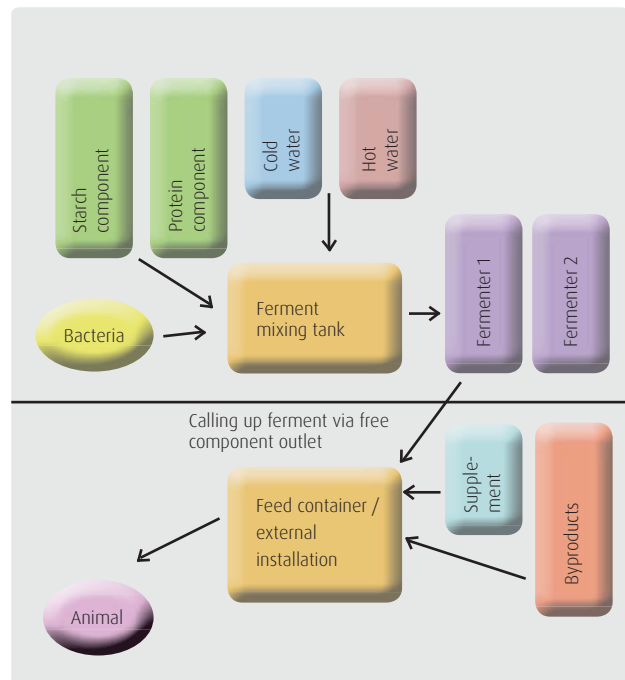 Starch
component
Protein
component
Cold
water
Hot
water
Bacteria
Ferment
mixing tank
Fermenter 1
Fermenter 2
Calling up ferment via free
component outlet
Feed container /
external
installation
Supple-
ment
Byproducts
Animal